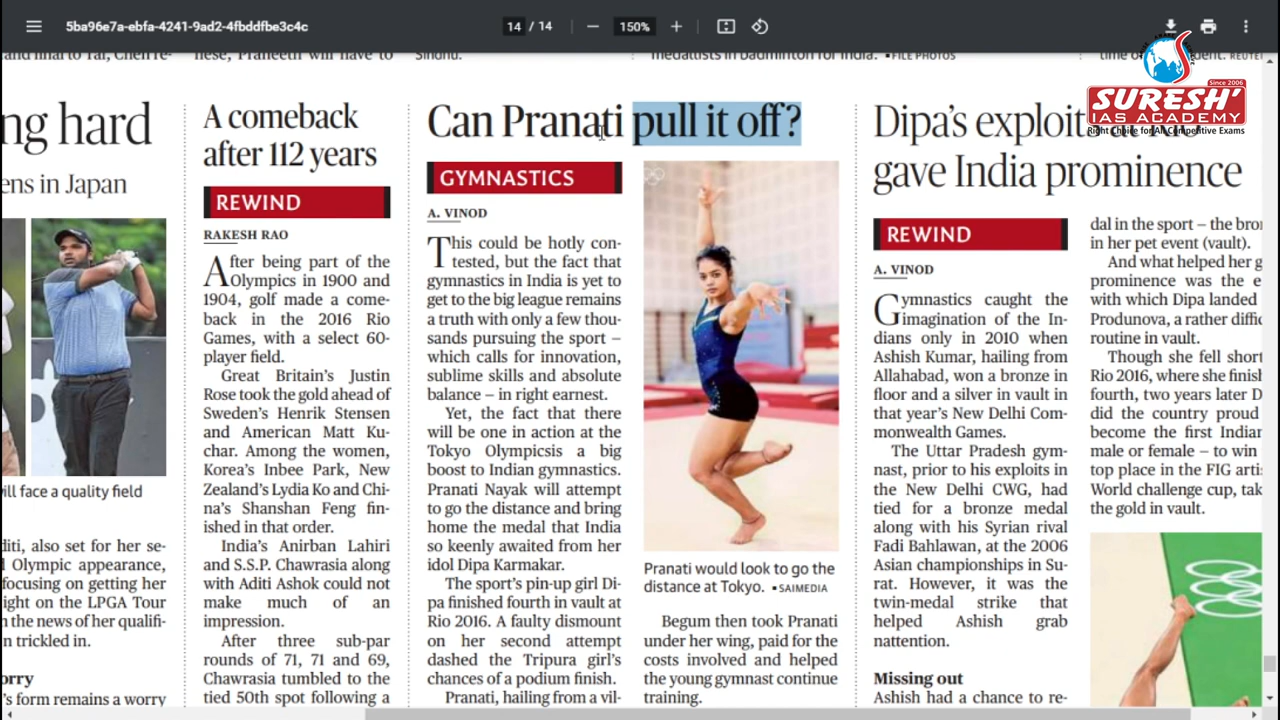 5ba96e7a-ebfa-4241-9ad2-4fbddfbe3c4c
14 / 14
150%
SURESH'
Since 2006
IAS ACADEMY
Right Choice for All Competitive Exams
nese, Praneeth will have to
Sindhu.
medallists in badminton for India. ▪FILE PHOTOS
ng hard
ens in Japan
ill face a quality field
diti, also set for her se-
l Olympic appearance,
focusing on getting her
ight on the LPGA Tour
n the news of her qualifi-
n trickled in.
orry
's form remains a worry
A comeback
after 112 years
REWIND
RAKESH RAO
After being part of the
Olympics in 1900 and
1904, golf made a come-
back in the 2016 Rio
Games, with a select 60-
player field.
Great Britain's Justin
Rose took the gold ahead of
Sweden's Henrik Stensen
and American Matt Ku-
char. Among the women,
Korea's Inbee Park, New
Zealand's Lydia Ko and Chi-
na's Shanshan Feng fin-
ished in that order.
India's Anirban Lahiri
and S.S.P. Chawrasia along
with Aditi Ashok could not
make much of an
impression.
After three sub-par
rounds of 71, 71 and 69,
Chawrasia tumbled to the
tied 50th spot following a
Can Pranati pull it off?
GYMNASTICS
A. VINOD
This could be hotly con-
tested, but the fact that
gymnastics in India is yet to
get to the big league remains
a truth with only a few thou-
sands pursuing the sport –
which calls for innovation,
sublime skills and absolute
balance – in right earnest.
Yet, the fact that there
will be one in action at the
Tokyo Olympicsis a big
boost to Indian gymnastics.
Pranati Nayak will attempt
to go the distance and bring
home the medal that India
so keenly awaited from her
idol Dipa Karmakar.
The sport's pin-up girl Di-
pa finished fourth in vault at
Rio 2016. A faulty dismount
on her second attempt
dashed the Tripura girl's
chances of a podium finish.
Pranati, hailing from a vil-
Pranati would look to go the
distance at Tokyo. ▪SAIMEDIA
Begum then took Pranati
under her wing, paid for the
costs involved and helped
the young gymnast continue
training.
Dipa's exploit
gave India prominence
REWIND
A. VINOD
Gymnastics caught the
imagination of the In-
dians only in 2010 when
Ashish Kumar, hailing from
Allahabad, won a bronze in
floor and a silver in vault in
that year's New Delhi Com-
monwealth Games.
The Uttar Pradesh gym-
nast, prior to his exploits in
the New Delhi CWG, had
tied for a bronze medal
along with his Syrian rival
Fadi Bahlawan, at the 2006
Asian championships in Su-
rat. However, it was the
twin-medal strike that
helped Ashish grab
nattention.
Missing out
Ashish had a chance to re-
dal in the sport – the bro
in her pet event (vault).
And what helped her g
prominence was the e
with which Dipa landed
Produnova, a rather diffic
routine in vault.
Though she fell short
Rio 2016, where she finish
fourth, two years later D
did the country proud
become the first Indian
male or female – to win
top place in the FIG arti
World challenge cup, tak
the gold in vault.